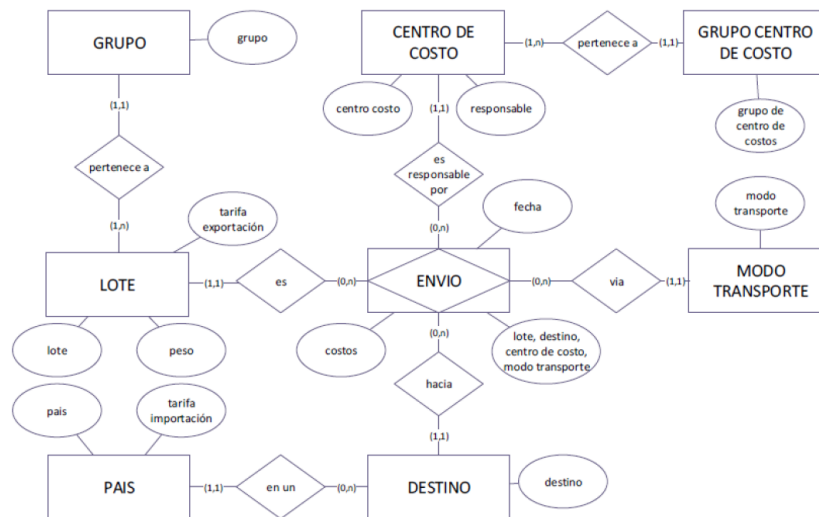 GRUPO
grupo
CENTRO DE
COSTO
(1,n)
pertenece a
(1,1)
GRUPO CENTRO
DE COSTO
centro costo
responsable
grupo de
centro de
costos
(1,1)
pertenece a
(1,n)
(1,1)
es
responsable
por
(0,n)
fecha
modo
transporte
tarifa
exportación
LOTE
(1,1)
es
(0,n)
ENVIO
(0,n)
via
(1,1)
MODO
TRANSPORTE
lote
peso
costos
(0,n)
lote, destino,
centro de costo,
modo transporte
hacia
(1,1)
pais
tarifa
importación
PAIS
(1,1)
en un
(0,n)
DESTINO
destino